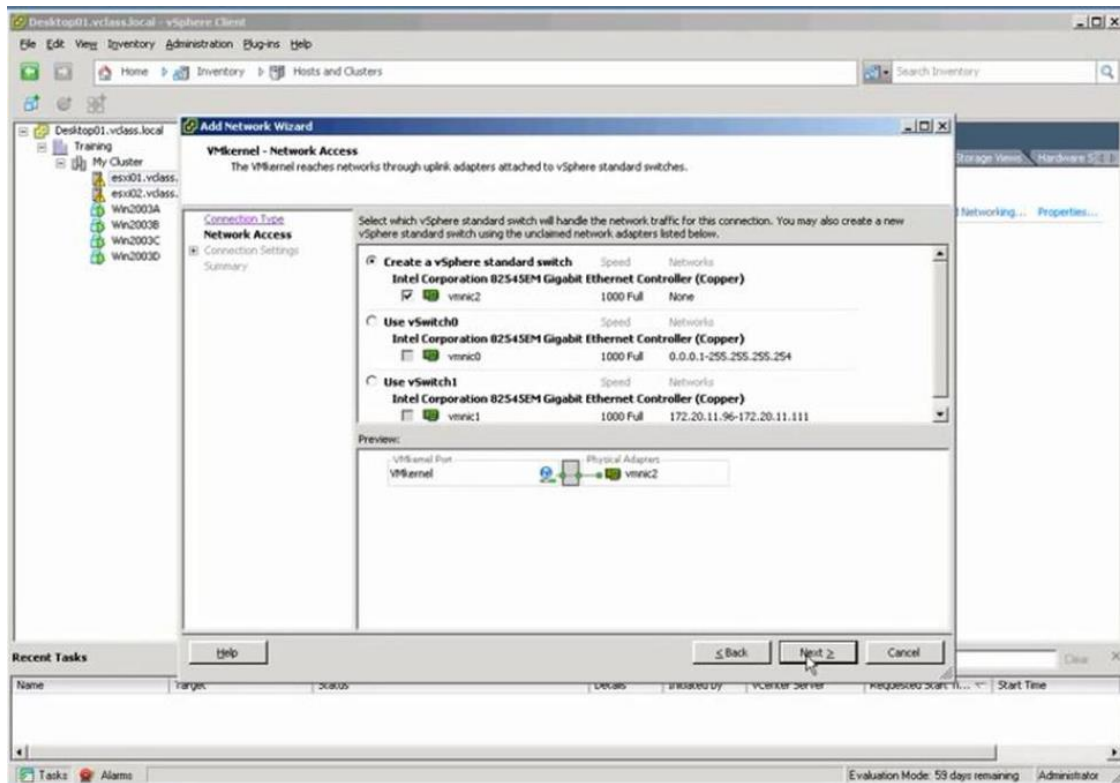 Desktop01.vclass.local - vSphere Client
File Edit View Inventory Administration Plug-ins Help
Home Inventory Hosts and Clusters
Search Inventory
Desktop01.vclass.local
Training
My Cluster
esxi01.vclass.
esxi02.vclass.
Win2003A
Win2003B
Win2003C
Win2003D
Storage Views Hardware
Networking... Properties...
Add Network Wizard
VMkernel - Network Access
The VMkernel reaches networks through uplink adapters attached to vSphere standard switches.
Connection Type
Network Access
Connection Settings
Summary
Select which vSphere standard switch will handle the network traffic for this connection. You may also create a new
vSphere standard switch using the unclaimed network adapters listed below.
Create a vSphere standard switch Speed Networks
Intel Corporation 82545EM Gigabit Ethernet Controller (Copper)
vmnic2 1000 Full None
Use vSwitch0 Speed Networks
Intel Corporation 82545EM Gigabit Ethernet Controller (Copper)
vmnic0 1000 Full 0.0.0.1-255.255.255.254
Use vSwitch1 Speed Networks
Intel Corporation 82545EM Gigabit Ethernet Controller (Copper)
vmnic1 1000 Full 172.20.11.96-172.20.11.111
Preview:
VMkernel Port Physical Adapters
VMkernel vmnic2
Help < Back Next > Cancel
Recent Tasks
Clear
Name Target Status Details Initiated by vCenter Server Requested Start Ti... Start Time
Tasks Alarms
Evaluation Mode: 59 days remaining Administrator